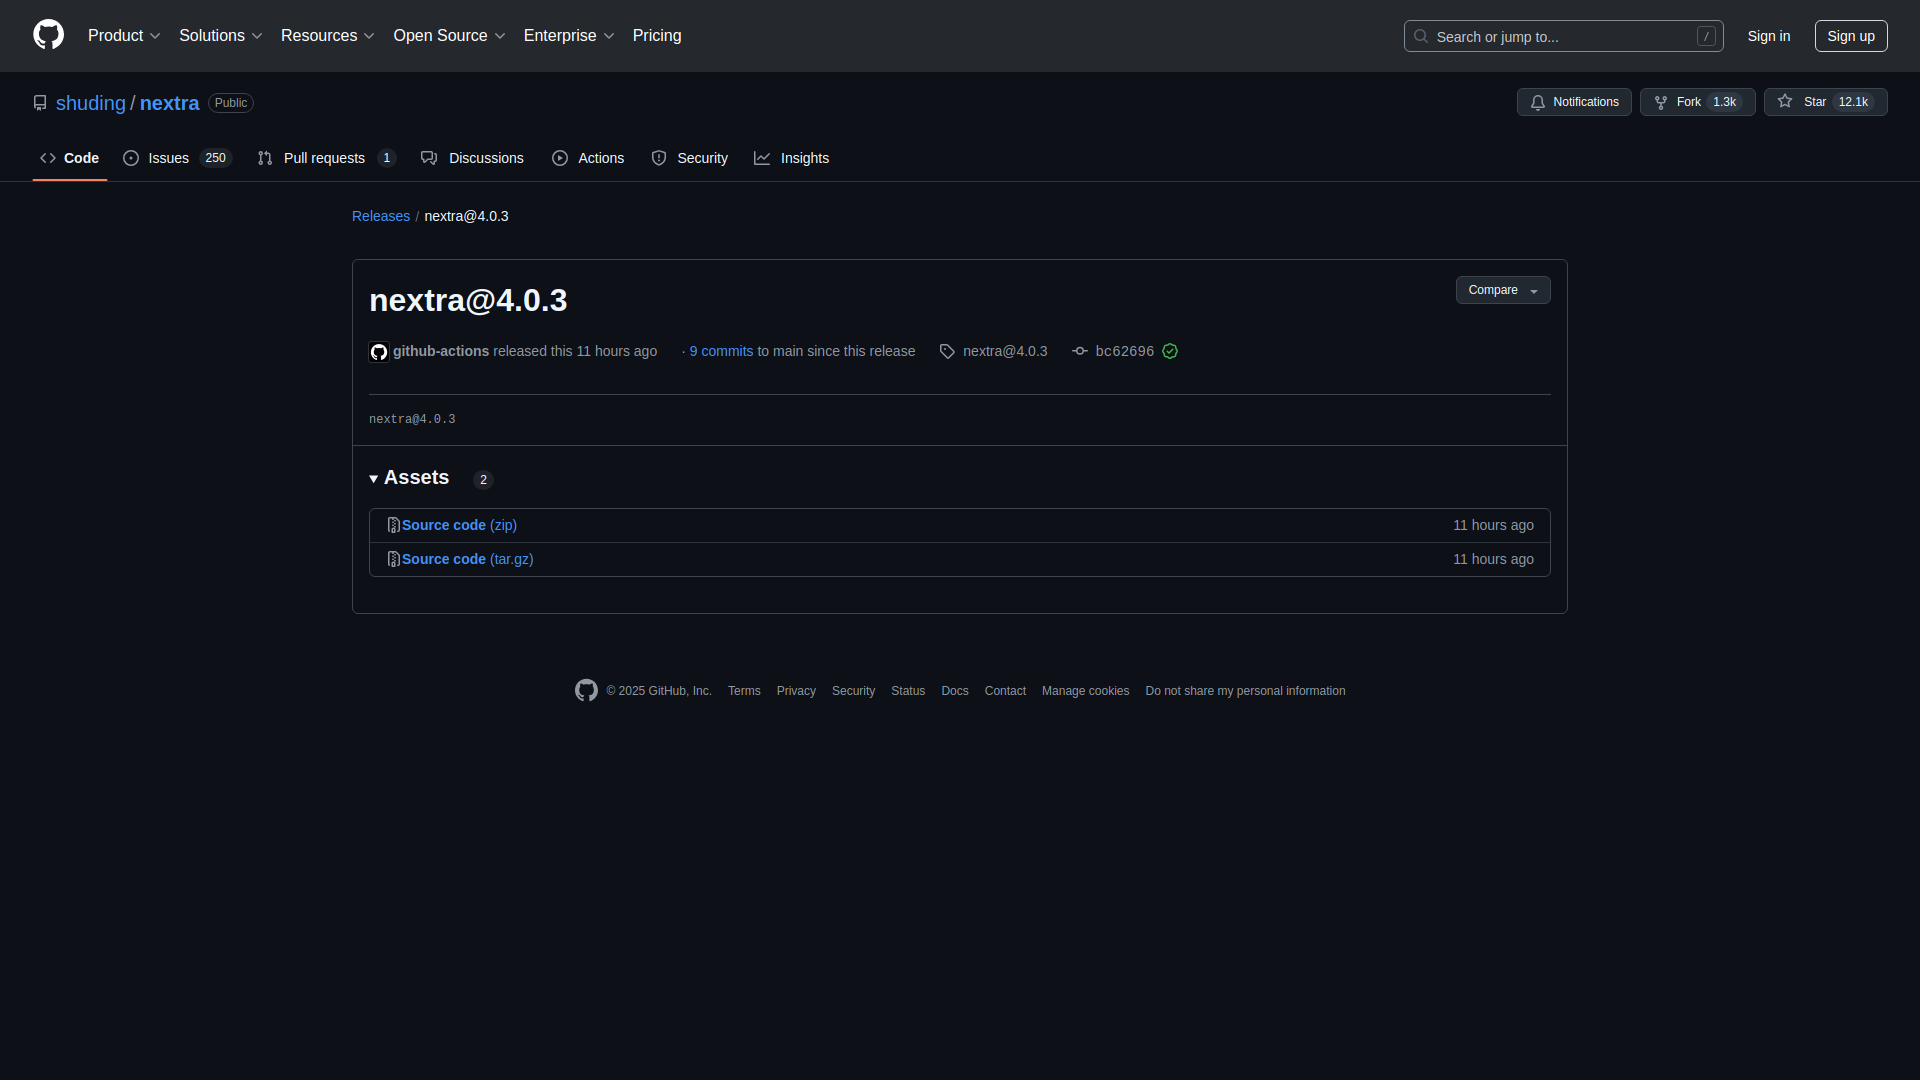 Product Solutions Resources Open Source Enterprise Pricing Search or jump to... / Sign in Sign up
shuding / nextra Public Notifications Fork 1.3k Star 12.1k
Code Issues 250 Pull requests 1 Discussions Actions Security Insights
Releases / nextra@4.0.3
nextra@4.0.3 Compare
github-actions released this 11 hours ago · 9 commits to main since this release nextra@4.0.3 bc62696
nextra@4.0.3
Assets 2
Source code (zip) 11 hours ago
Source code (tar.gz) 11 hours ago
© 2025 GitHub, Inc. Terms Privacy Security Status Docs Contact Manage cookies Do not share my personal information